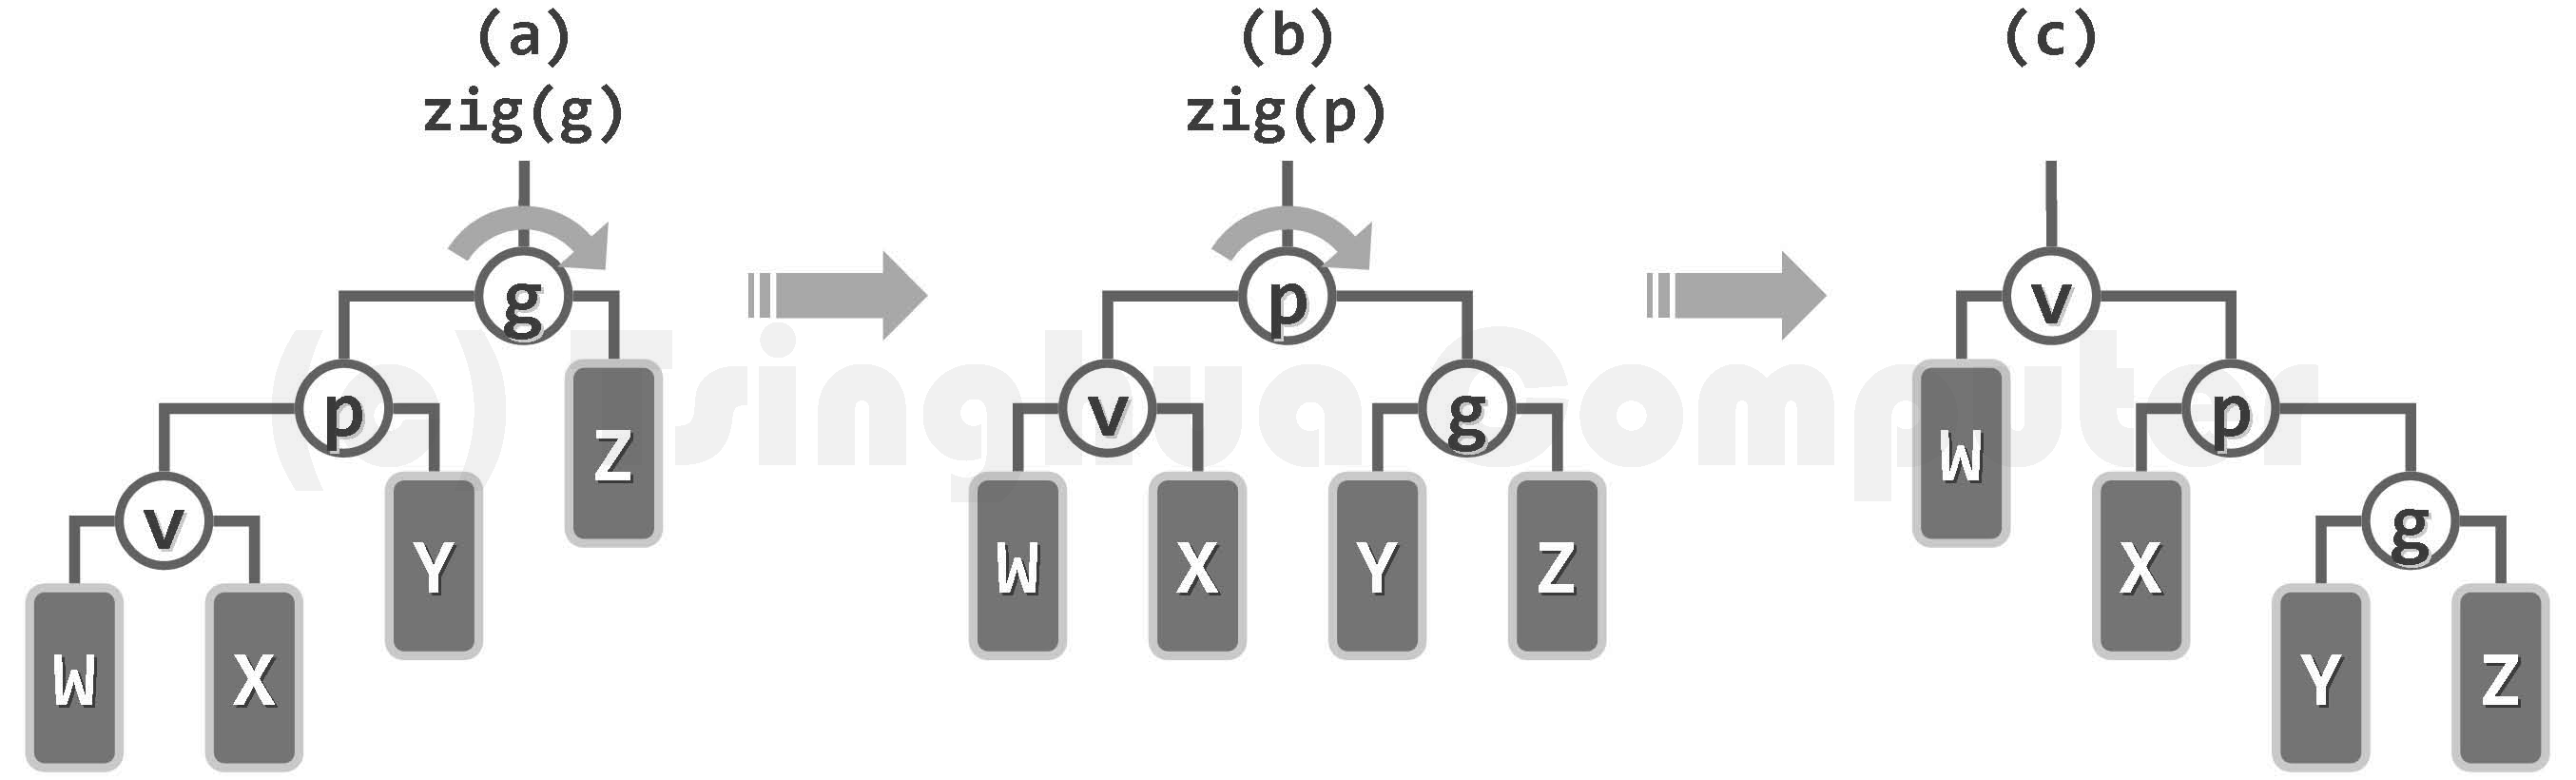 (a) (b) (c)
zig(g) zig(p)
g p v
p Z v g W p
v Y W X Y Z X g
W X Y Z
(c) Tsinghua Computer